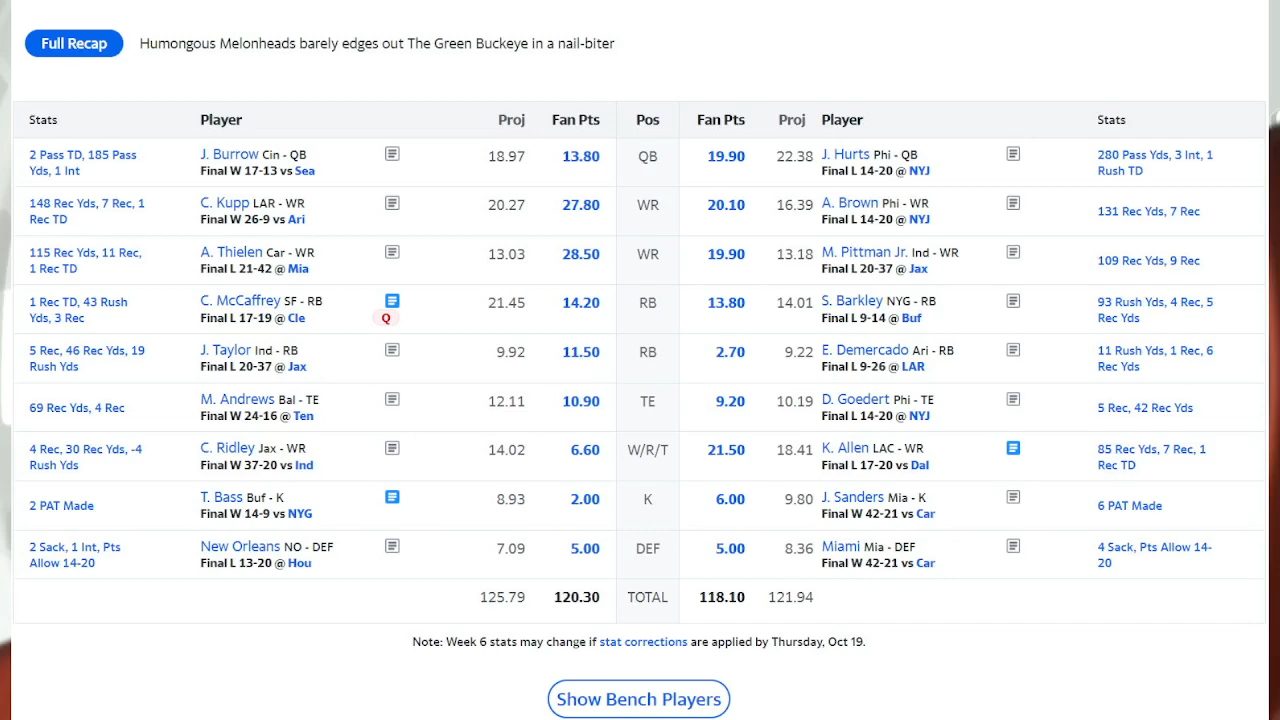 Full Recap Humongous Melonheads barely edges out The Green Buckeye in a nail-biter
Stats Player Proj Fan Pts Pos Fan Pts Proj Player Stats
2 Pass TD, 185 Pass Yds, 1 Int J. Burrow Cin - QB 18.97 13.80 QB 19.90 22.38 J. Hurts Phi - QB 280 Pass Yds, 3 Int, 1 Rush TD
Final W 17-13 vs Sea Final L 14-20 @ NYJ
148 Rec Yds, 7 Rec, 1 Rec TD C. Kupp LAR - WR 20.27 27.80 WR 20.10 16.39 A. Brown Phi - WR 131 Rec Yds, 7 Rec
Final W 26-9 vs Ari Final L 14-20 @ NYJ
115 Rec Yds, 11 Rec, 1 Rec TD A. Thielen Car - WR 13.03 28.50 WR 19.90 13.18 M. Pittman Jr. Ind - WR 109 Rec Yds, 9 Rec
Final L 21-42 @ Mia Final L 20-37 @ Jax
1 Rec TD, 43 Rush Yds, 3 Rec C. McCaffrey SF - RB 21.45 14.20 RB 13.80 14.01 S. Barkley NYG - RB 93 Rush Yds, 4 Rec, 5 Rec Yds
Final L 17-19 @ Cle Q Final L 9-14 @ Buf
5 Rec, 46 Rec Yds, 19 Rush Yds J. Taylor Ind - RB 9.92 11.50 RB 2.70 9.22 E. Demercado Ari - RB 11 Rush Yds, 1 Rec, 6 Rec Yds
Final L 20-37 @ Jax Final L 9-26 @ LAR
69 Rec Yds, 4 Rec M. Andrews Bal - TE 12.11 10.90 TE 9.20 10.19 D. Goedert Phi - TE 5 Rec, 42 Rec Yds
Final W 24-16 @ Ten Final L 14-20 @ NYJ
4 Rec, 30 Rec Yds, -4 Rush Yds C. Ridley Jax - WR 14.02 6.60 W/R/T 21.50 18.41 K. Allen LAC - WR 85 Rec Yds, 7 Rec, 1 Rec TD
Final W 37-20 vs Ind Final L 17-20 vs Dal
2 PAT Made T. Bass Buf - K 8.93 2.00 K 6.00 9.80 J. Sanders Mia - K 6 PAT Made
Final W 14-9 vs NYG Final W 42-21 vs Car
2 Sack, 1 Int, Pts Allow 14-20 New Orleans NO - DEF 7.09 5.00 DEF 5.00 8.36 Miami Mia - DEF 4 Sack, Pts Allow 14-20
Final L 13-20 @ Hou Final W 42-21 vs Car
125.79 120.30 TOTAL 118.10 121.94
Note: Week 6 stats may change if stat corrections are applied by Thursday, Oct 19.
Show Bench Players